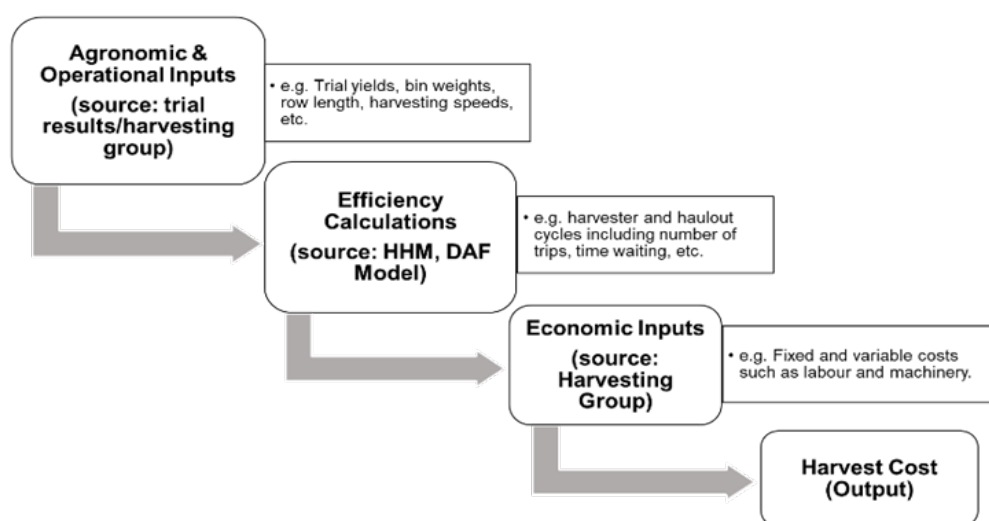 Agronomic &
Operational Inputs
(source: trial
results/harvesting
group)
• e.g. Trial yields, bin weights,
row length, harvesting speeds,
etc.
Efficiency
Calculations
(source: HHM, DAF
Model)
• e.g. harvester and haulout
cycles including number of
trips, time waiting, etc.
Economic Inputs
(source:
Harvesting
Group)
• e.g. Fixed and variable costs
such as labour and machinery.
Harvest Cost
(Output)